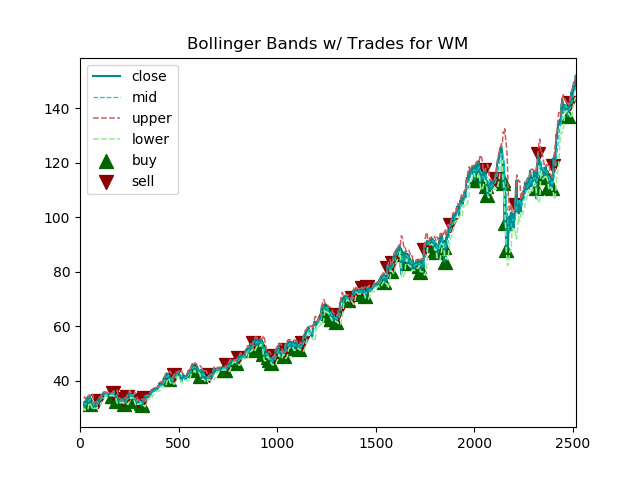 Bollinger Bands w/ Trades for WM
close
mid
upper
lower
buy
sell
140
120
100
80
60
40
0 500 1000 1500 2000 2500